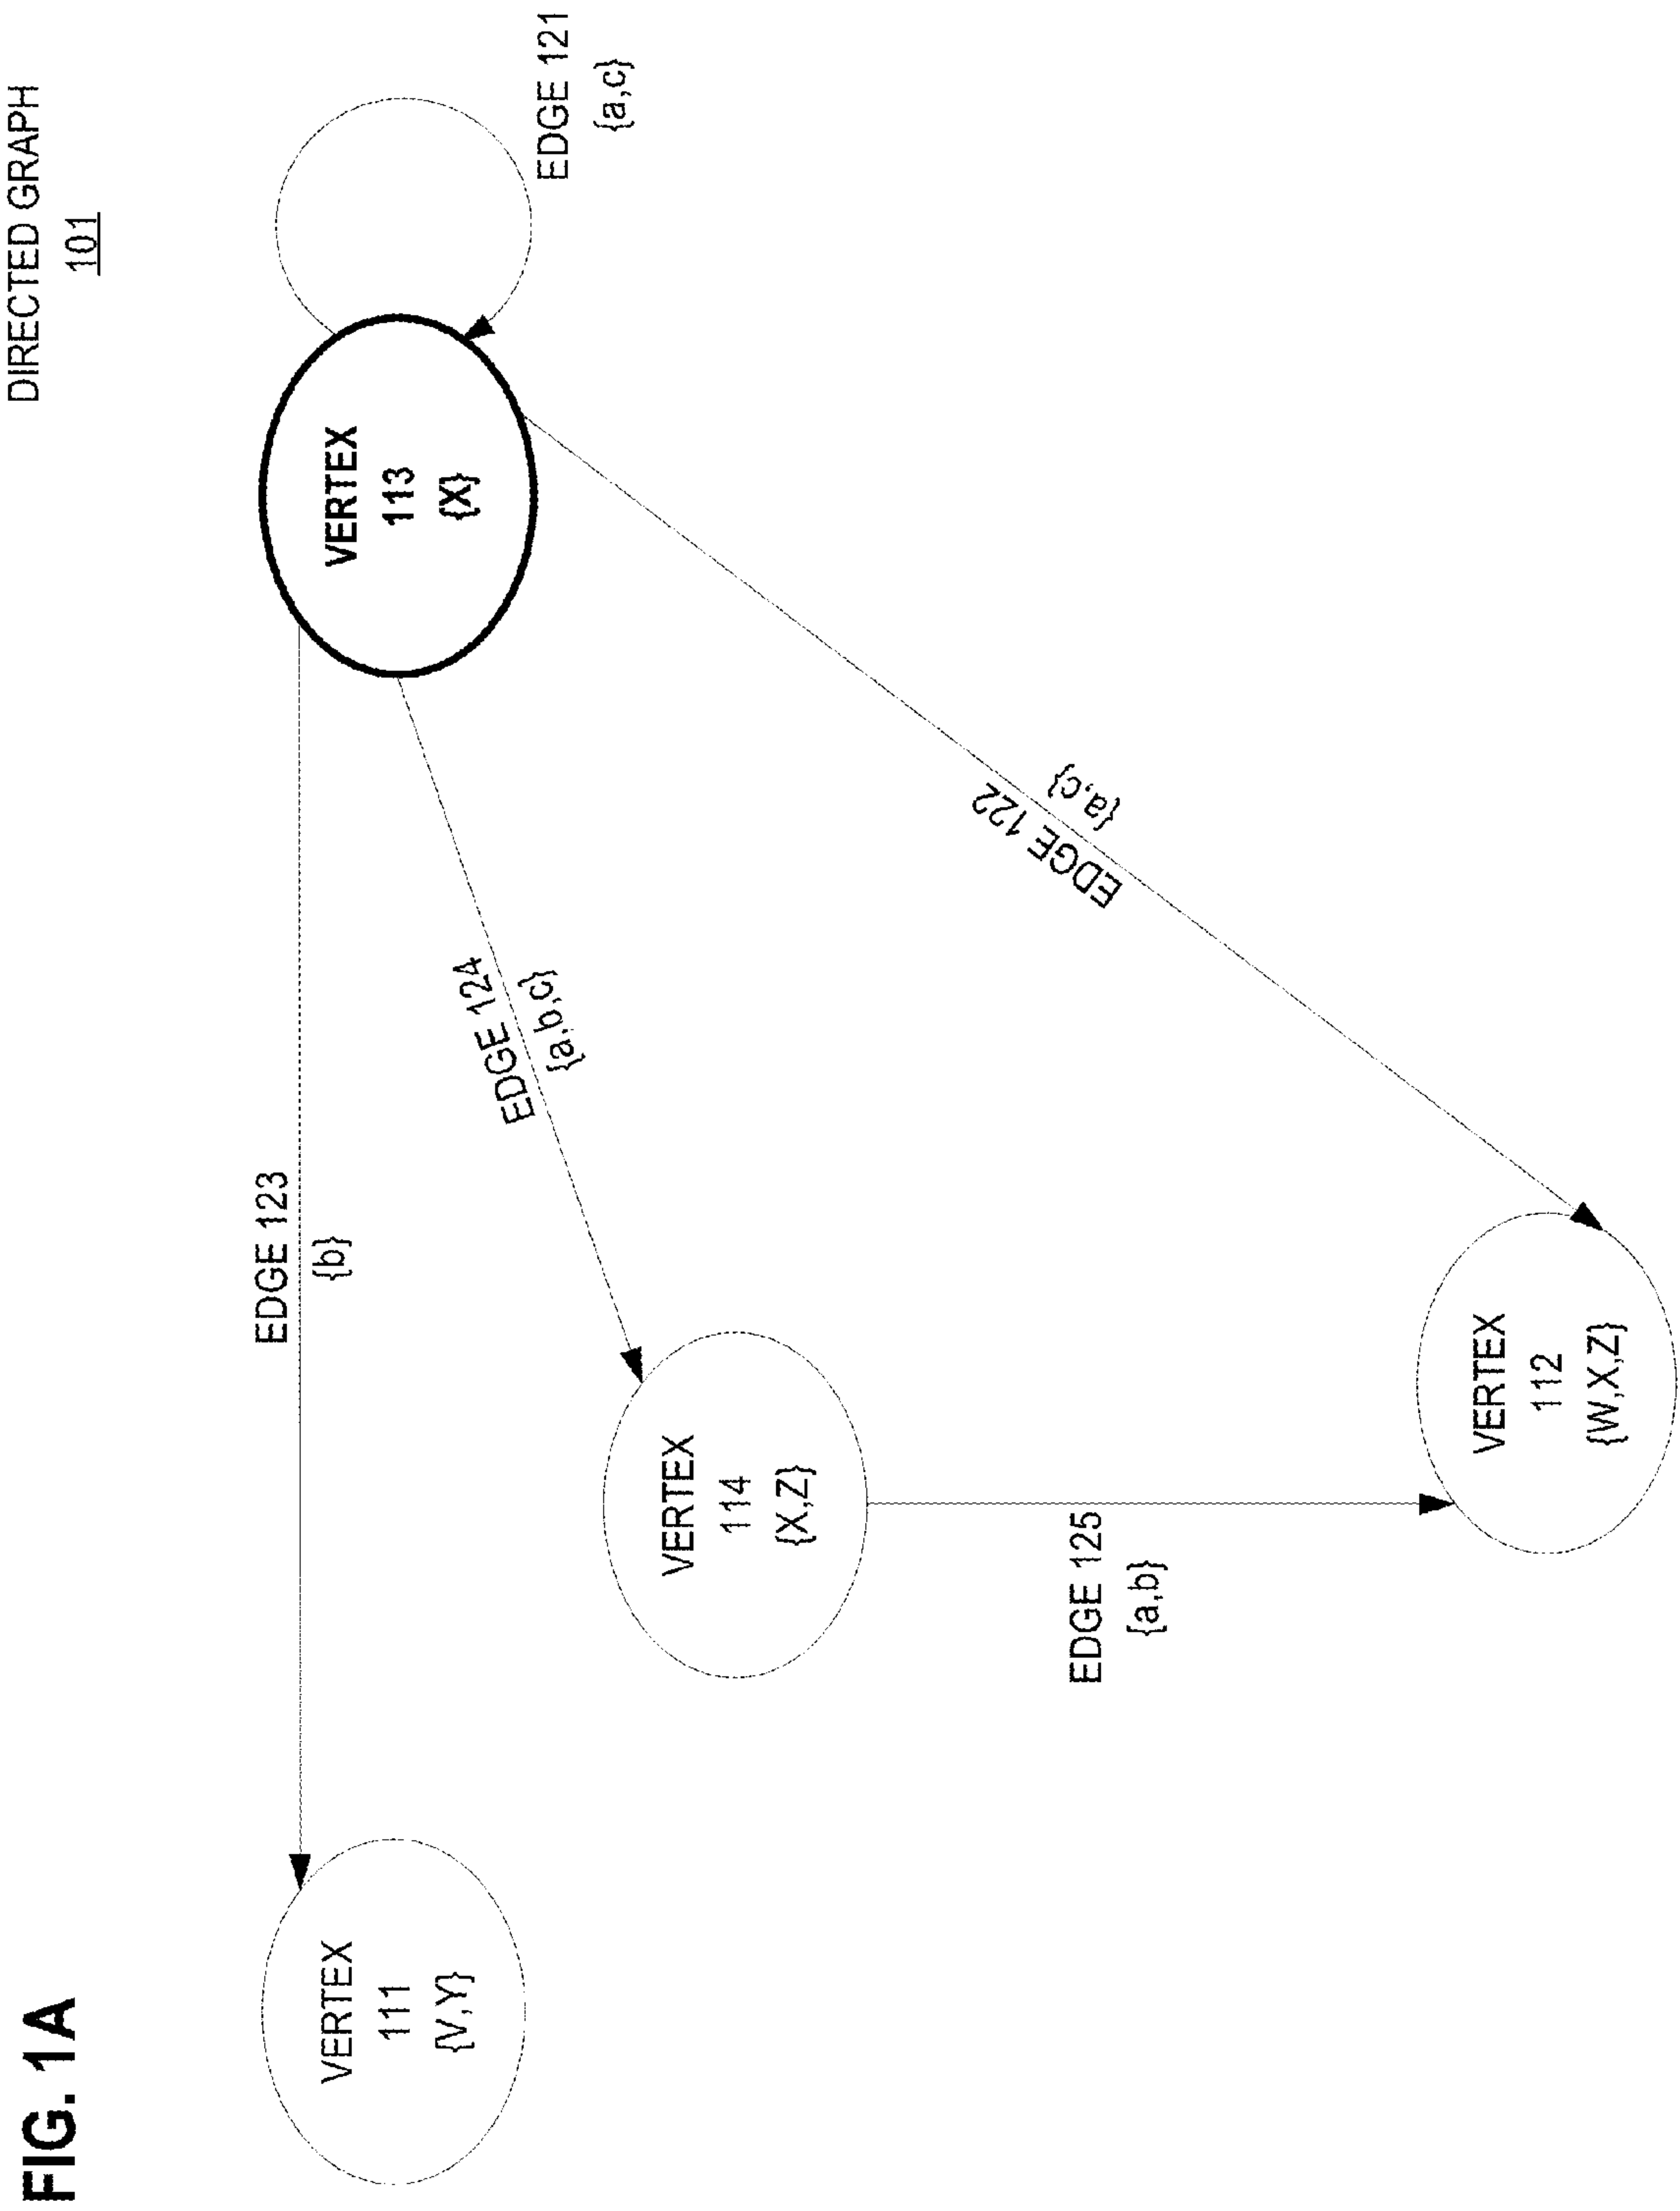 FIG. 1A
DIRECTED GRAPH
101
VERTEX
111
{V,Y}
EDGE 123
{b}
VERTEX
113
{X}
EDGE 121
{a,c}
EDGE 124
{a,b,c}
VERTEX
114
{X,Z}
EDGE 122
{a,c}
EDGE 125
{a,b}
VERTEX
112
{W,X,Z}